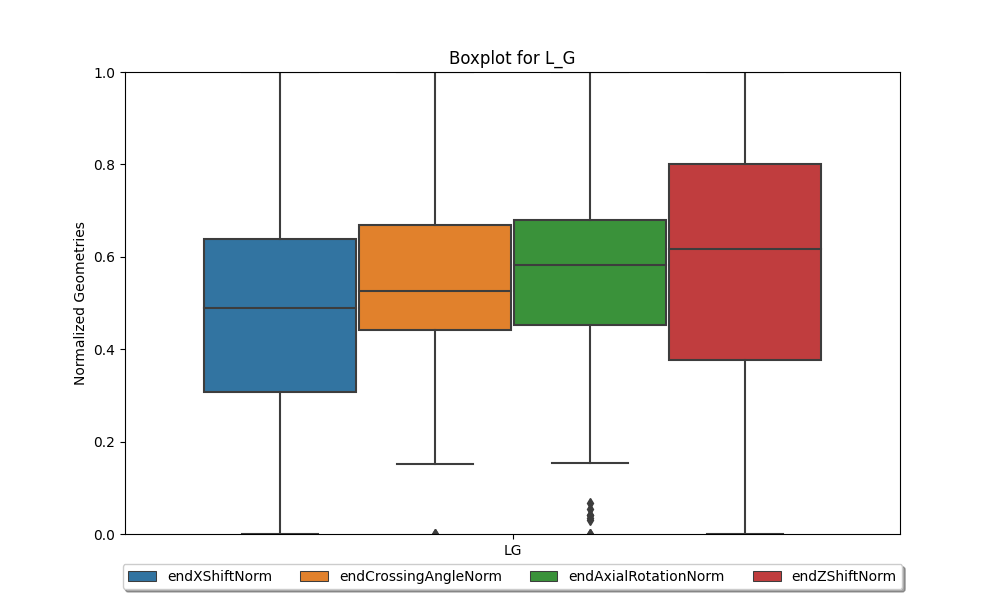 Boxplot for L_G
1.0
0.8
0.6
0.4
0.2
0.0
Normalized Geometries
LG
endXShiftNorm endCrossingAngleNorm endAxialRotationNorm endZShiftNorm